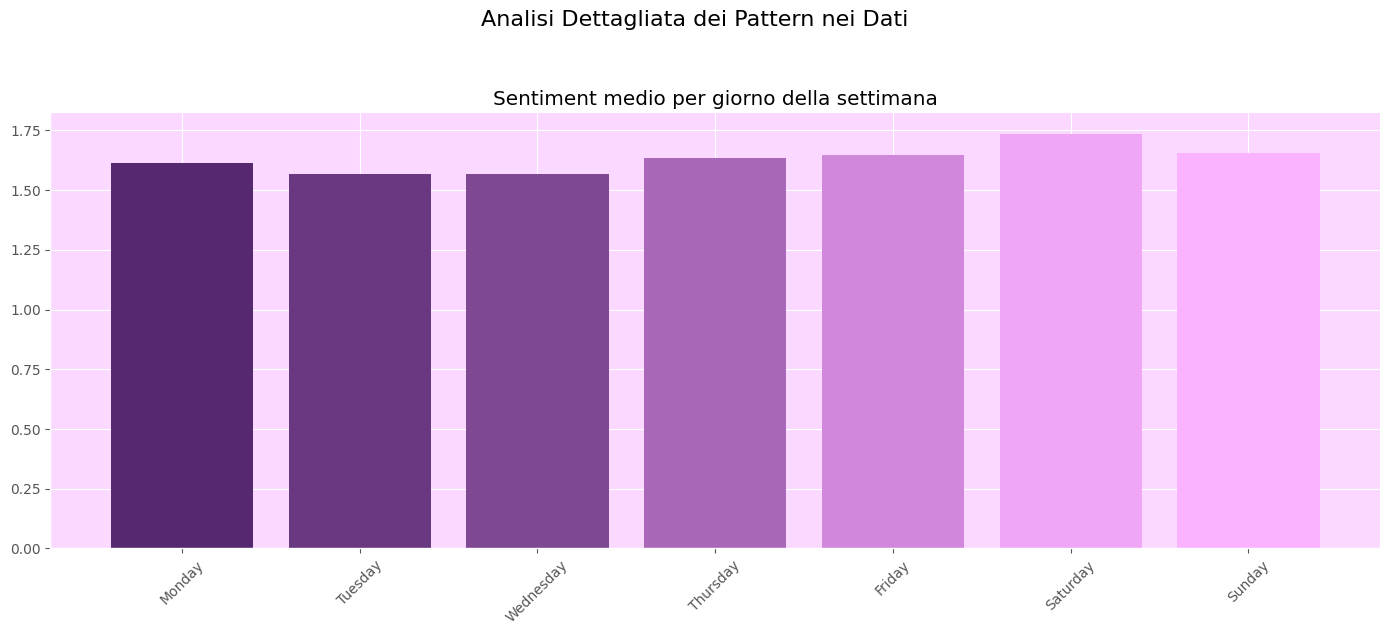 Analisi Dettagliata dei Pattern nei Dati
Sentiment medio per giorno della settimana
1.75
1.50
1.25
1.00
0.75
0.50
0.25
0.00
Monday
Tuesday
Wednesday
Thursday
Friday
Saturday
Sunday